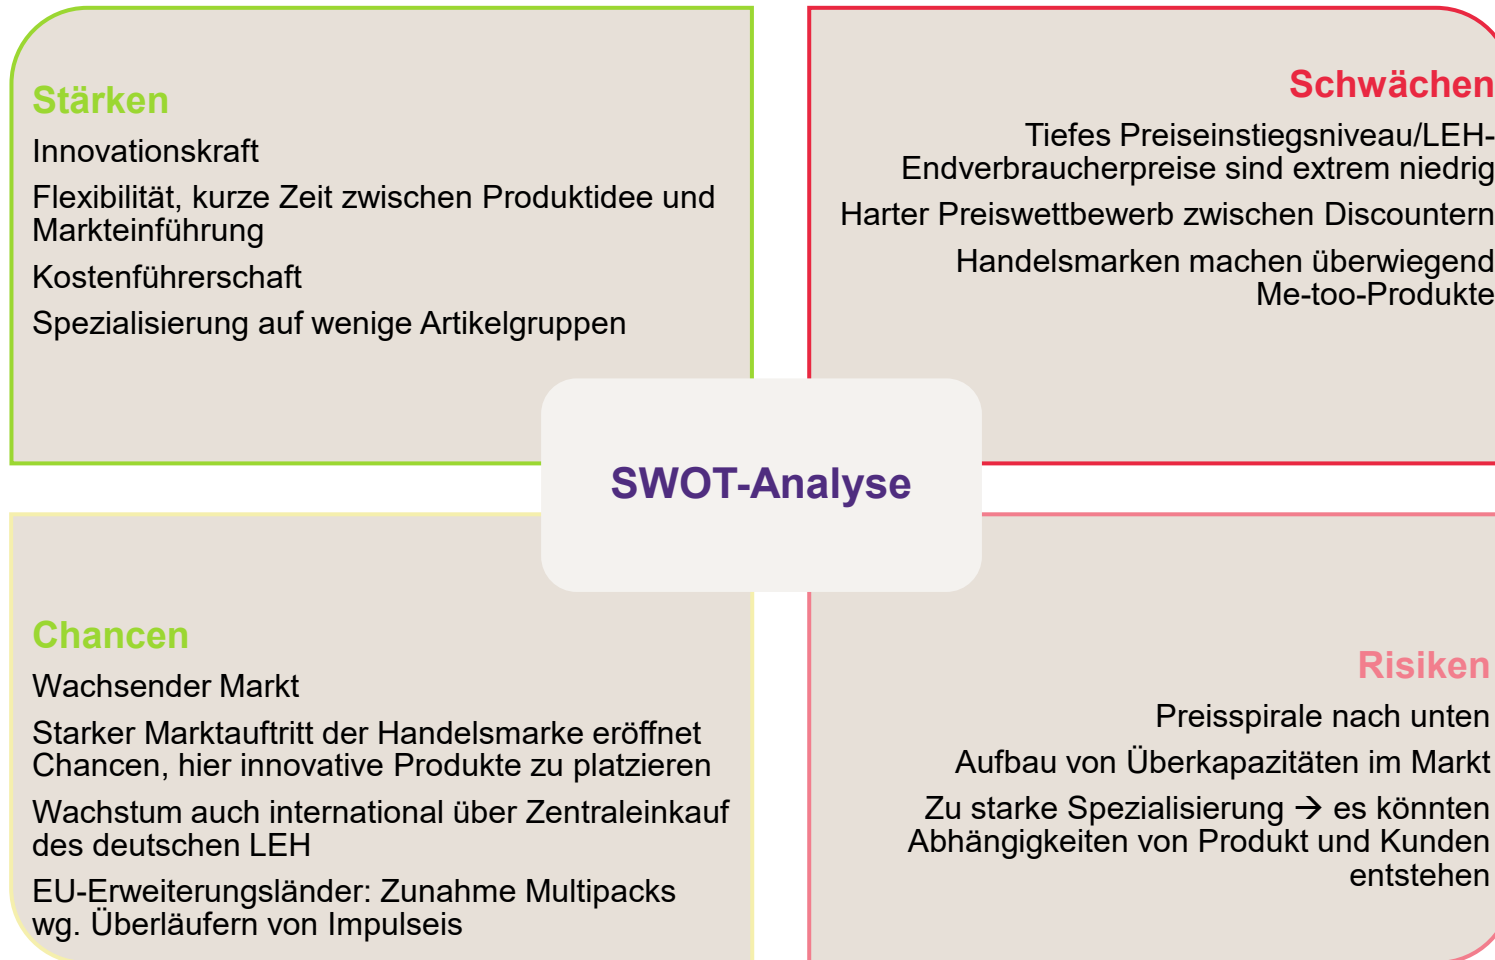 Stärken
Innovationskraft
Flexibilität, kurze Zeit zwischen Produktidee und
Markteinführung
Kostenführerschaft
Spezialisierung auf wenige Artikelgruppen
Schwächen
Tiefes Preiseinstiegsniveau/LEH-
Endverbraucherpreise sind extrem niedrig
Harter Preiswettbewerb zwischen Discountern
Handelsmarken machen überwiegend
Me-too-Produkte
SWOT-Analyse
Chancen
Wachsender Markt
Starker Marktauftritt der Handelsmarke eröffnet
Chancen, hier innovative Produkte zu platzieren
Wachstum auch international über Zentraleinkauf
des deutschen LEH
EU-Erweiterungsländer: Zunahme Multipacks
wg. Überläufern von Impulseis
Risiken
Preisspirale nach unten
Aufbau von Überkapazitäten im Markt
Zu starke Spezialisierung → es könnten
Abhängigkeiten von Produkt und Kunden
entstehen